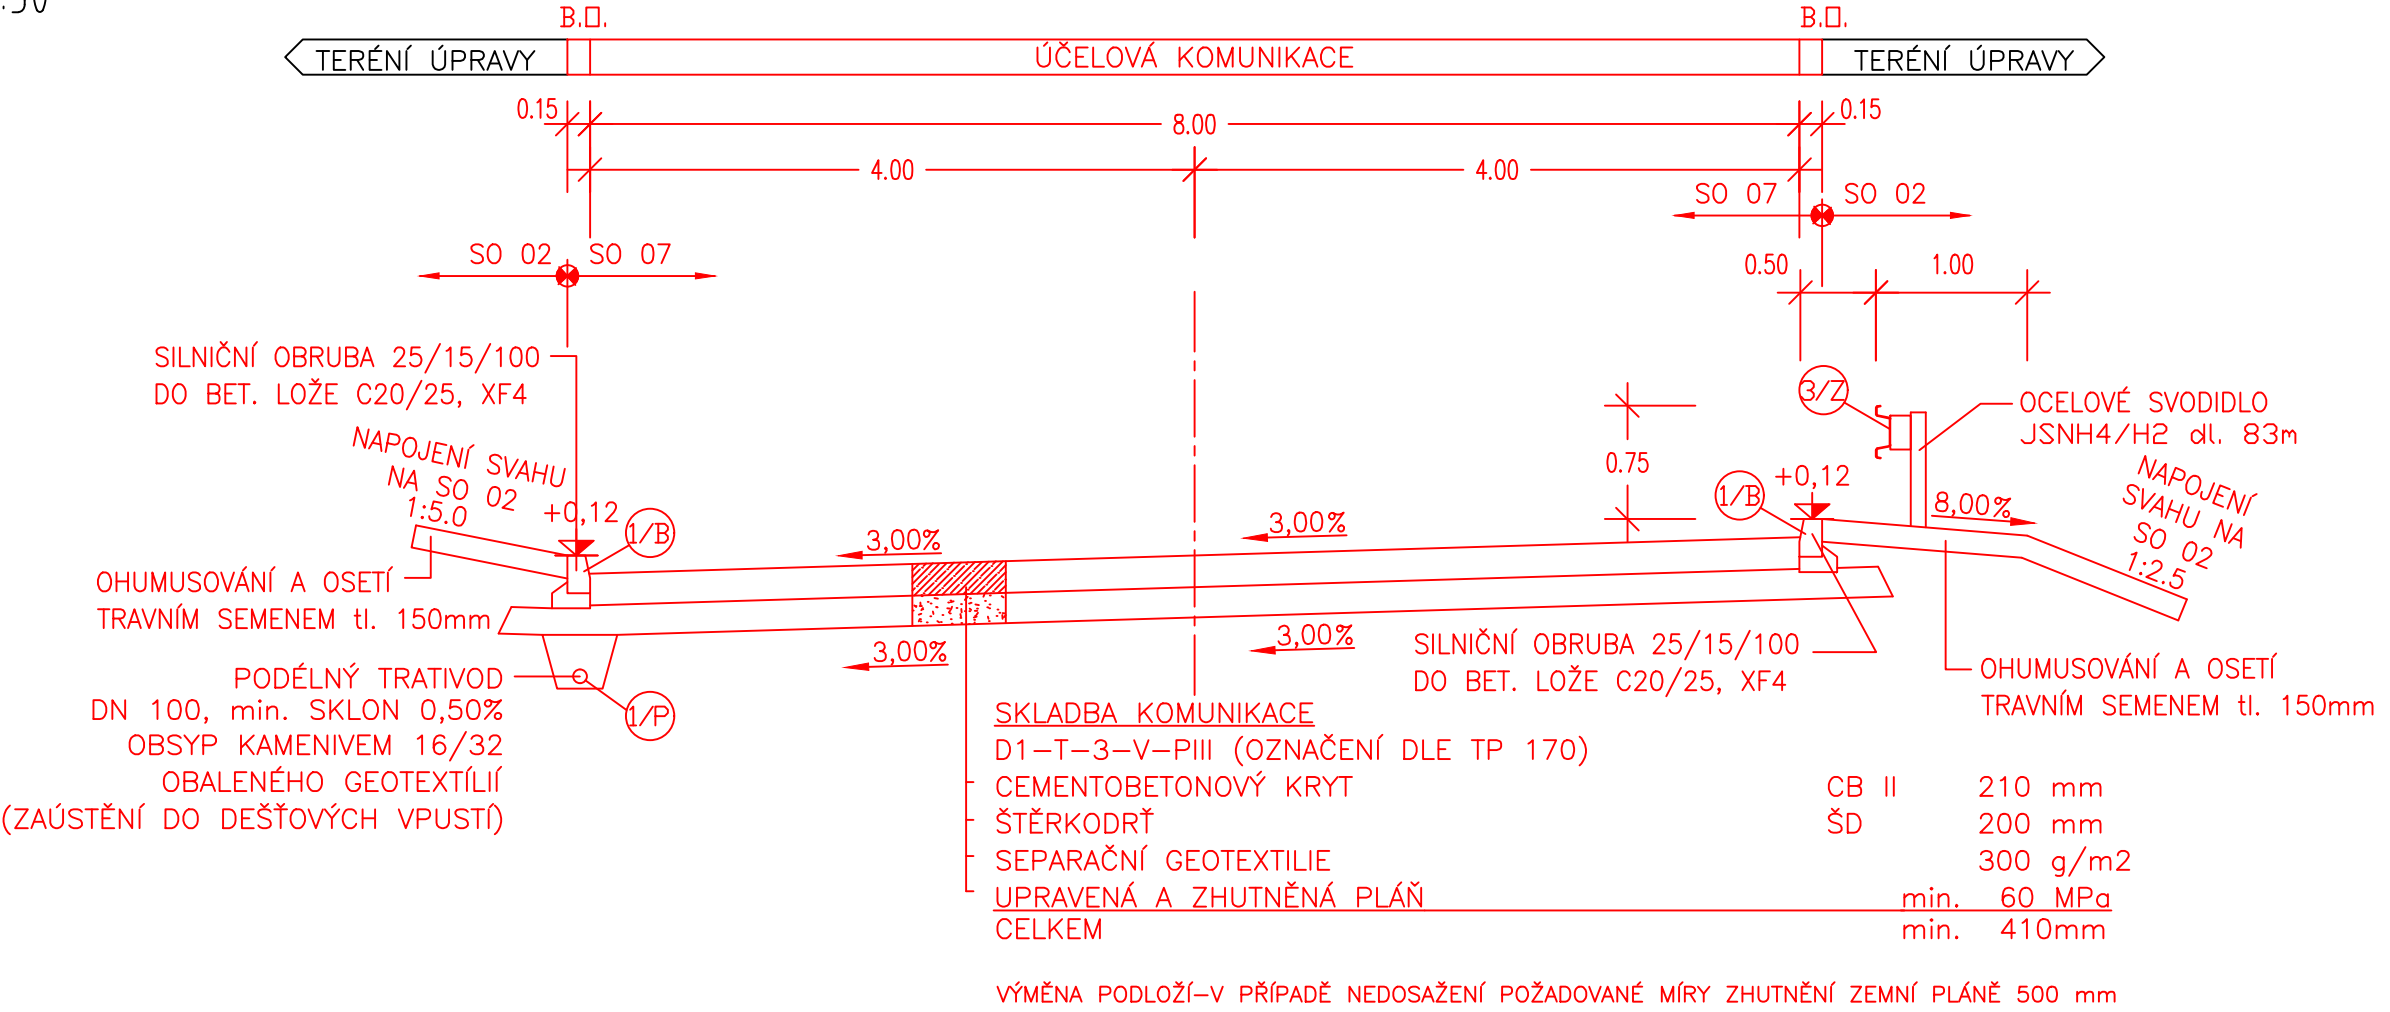 B.□.
B.□.
TERÉNÍ ÚPRAVY
ÚČELOVÁ KOMUNIKACE
TERÉNÍ ÚPRAVY
0.15
8.00
0.15
4.00
4.00
SO 07
SO 02
SO 02
SO 07
0.50
1.00
SILNIČNÍ OBRUBA 25/15/100
DO BET. LOŽE C20/25, XF4
3/Z
OCELOVÉ SVODIDLO
JSNH4/H2 dl. 83m
NAPOJENÍ SVAHU
NA SO 02
1:5.0
0.75
+0,12
1/B
+0,12
1/B
8,00%
NAPOJENÍ
SVAHU NA
SO 02
1:2.5
3,00%
3,00%
OHUMUSOVÁNÍ A OSETÍ
TRAVNÍM SEMENEM tl. 150mm
3,00%
3,00%
SILNIČNÍ OBRUBA 25/15/100
DO BET. LOŽE C20/25, XF4
OHUMUSOVÁNÍ A OSETÍ
TRAVNÍM SEMENEM tl. 150mm
PODÉLNÝ TRATIVOD
DN 100, min. SKLON 0,50%
OBSYP KAMENIVEM 16/32
OBALENÉHO GEOTEXTÍLIÍ
(ZAÚSTĚNÍ DO DEŠŤOVÝCH VPUSTÍ)
1/P
SKLADBA KOMUNIKACE
D1-T-3-V-PIII (OZNAČENÍ DLE TP 170)
CEMENTOBETONOVÝ KRYT CB II 210 mm
ŠTĚRKODRŤ ŠD 200 mm
SEPARAČNÍ GEOTEXTILIE 300 g/m2
UPRAVENÁ A ZHUTNĚNÁ PLÁŇ min. 60 MPa
CELKEM min. 410mm
VÝMĚNA PODLOŽÍ-V PŘÍPADĚ NEDOSAŽENÍ POŽADOVANÉ MÍRY ZHUTNĚNÍ ZEMNÍ PLÁNĚ 500 mm